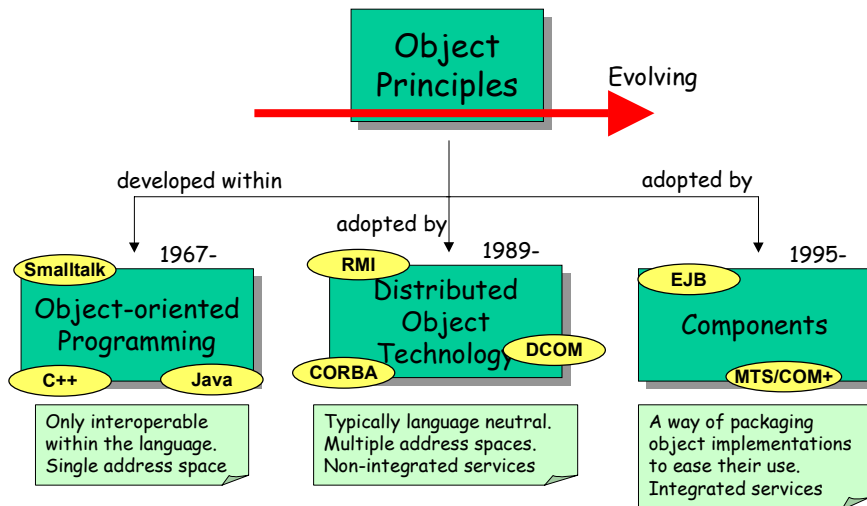 Object
Principles
Evolving
developed within
adopted by
adopted by
1967-
Smalltalk
Object-oriented
Programming
C++
Java
1989-
RMI
Distributed
Object
Technology
DCOM
CORBA
1995-
EJB
Components
MTS/COM+
Only interoperable
within the language.
Single address space
Typically language neutral.
Multiple address spaces.
Non-integrated services
A way of packaging
object implementations
to ease their use.
Integrated services